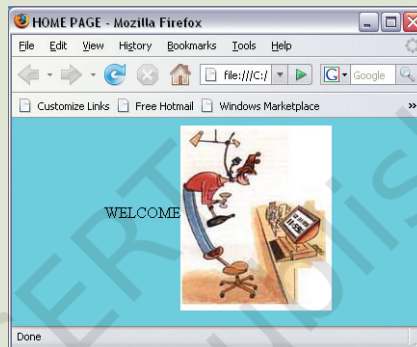 HOME PAGE - Mozilla Firefox
File Edit View History Bookmarks Tools Help
file:///C:/ G Google
Customize Links Free Hotmail Windows Marketplace »
WELCOME
Done